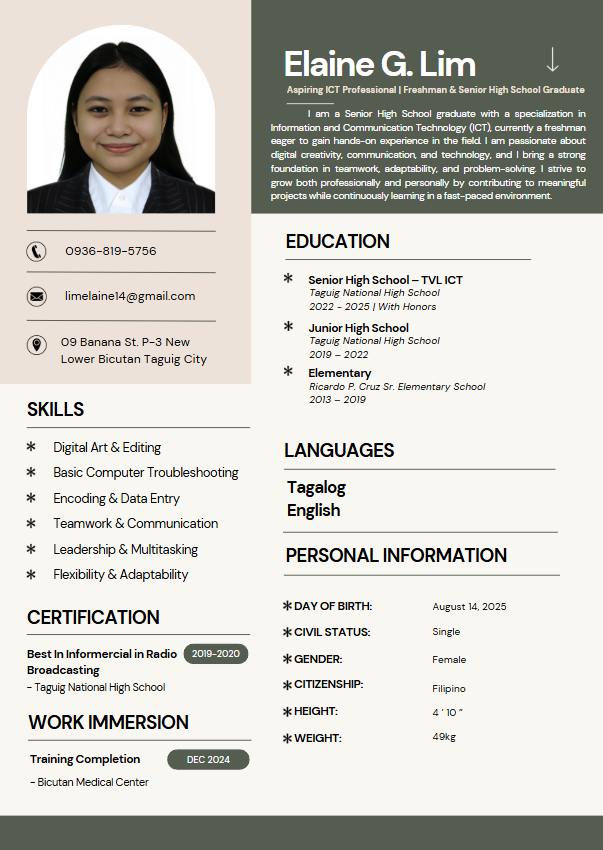 Elaine G. Lim
Aspiring ICT Professional | Freshman & Senior High School Graduate
I am a Senior High School graduate with a specialization in
Information and Communication Technology (ICT), currently a freshman
eager to gain hands-on experience in the field. I am passionate about
digital creativity, communication, and technology, and I bring a strong
foundation in teamwork, adaptability, and problem-solving. I strive to
grow both professionally and personally by contributing to meaningful
projects while continuously learning in a fast-paced environment.
0936-819-5756
limelaine14@gmail.com
09 Banana St. P-3 New
Lower Bicutan Taguig City
SKILLS
* Digital Art & Editing
* Basic Computer Troubleshooting
* Encoding & Data Entry
* Teamwork & Communication
* Leadership & Multitasking
* Flexibility & Adaptability
CERTIFICATION
Best In Informercial in Radio 2019-2020
Broadcasting
- Taguig National High School
WORK IMMERSION
Training Completion DEC 2024
- Bicutan Medical Center
EDUCATION
* Senior High School – TVL ICT
Taguig National High School
2022 - 2025 | With Honors
* Junior High School
Taguig National High School
2019 – 2022
* Elementary
Ricardo P. Cruz Sr. Elementary School
2013 – 2019
LANGUAGES
Tagalog
English
PERSONAL INFORMATION
* DAY OF BIRTH: August 14, 2025
* CIVIL STATUS: Single
* GENDER: Female
* CITIZENSHIP: Filipino
* HEIGHT: 4 ' 10 "
* WEIGHT: 49kg